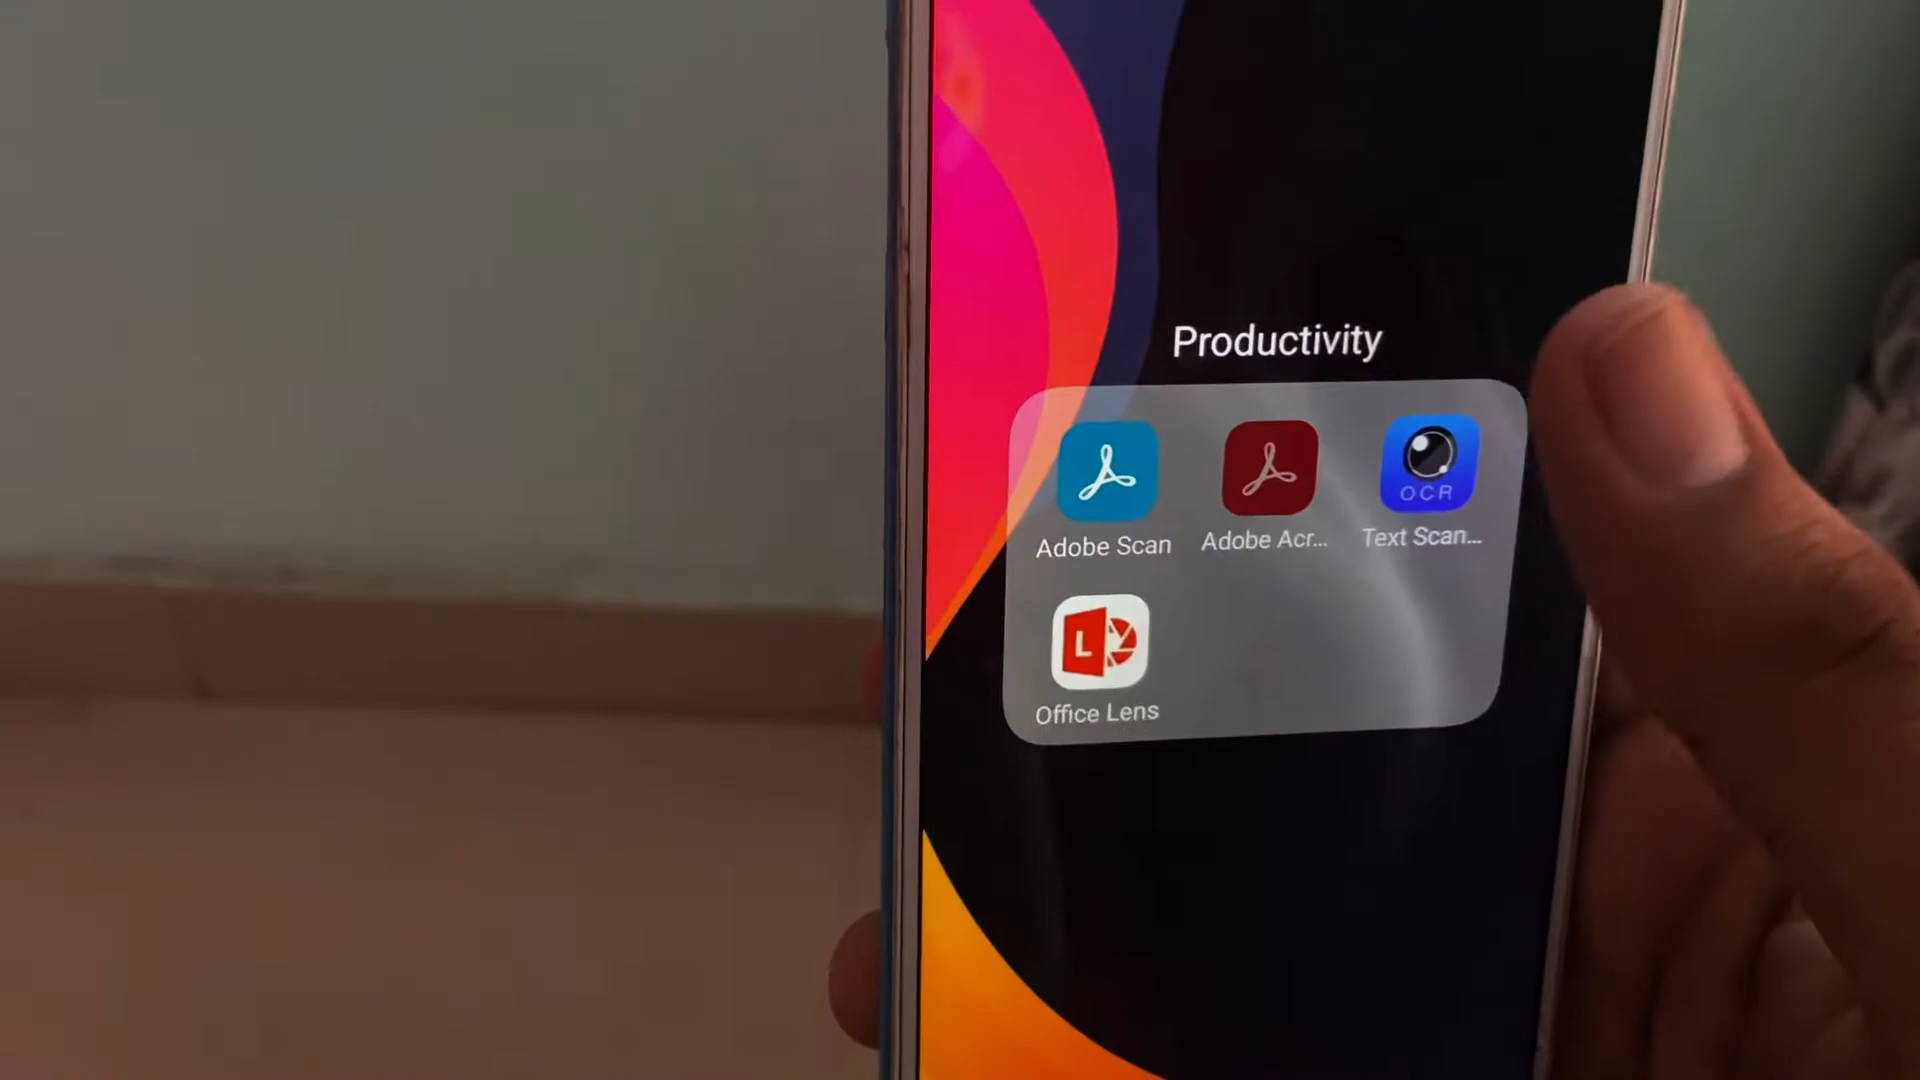 Productivity
OCR
Adobe Scan
Adobe Acr...
Text Scan...
L
Office Lens